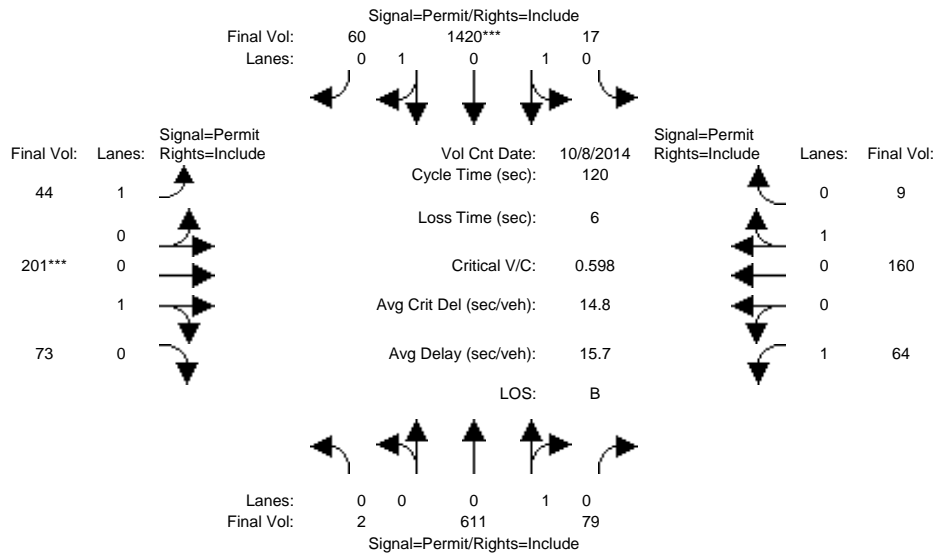 Signal=Permit/Rights=Include
Final Vol: 60 1420*** 17
Lanes: 0 1 0 1 0
Signal=Permit
Final Vol: Lanes: Rights=Include
Vol Cnt Date: 10/8/2014
Signal=Permit
Rights=Include Lanes: Final Vol:
Cycle Time (sec): 120
44 1
0 9
Loss Time (sec): 6
0
1
201*** 0
Critical V/C: 0.598
0 160
1
Avg Crit Del (sec/veh): 14.8
0
73 0
Avg Delay (sec/veh): 15.7
1 64
LOS: B
Lanes: 0 0 0 1 0
Final Vol: 2 611 79
Signal=Permit/Rights=Include